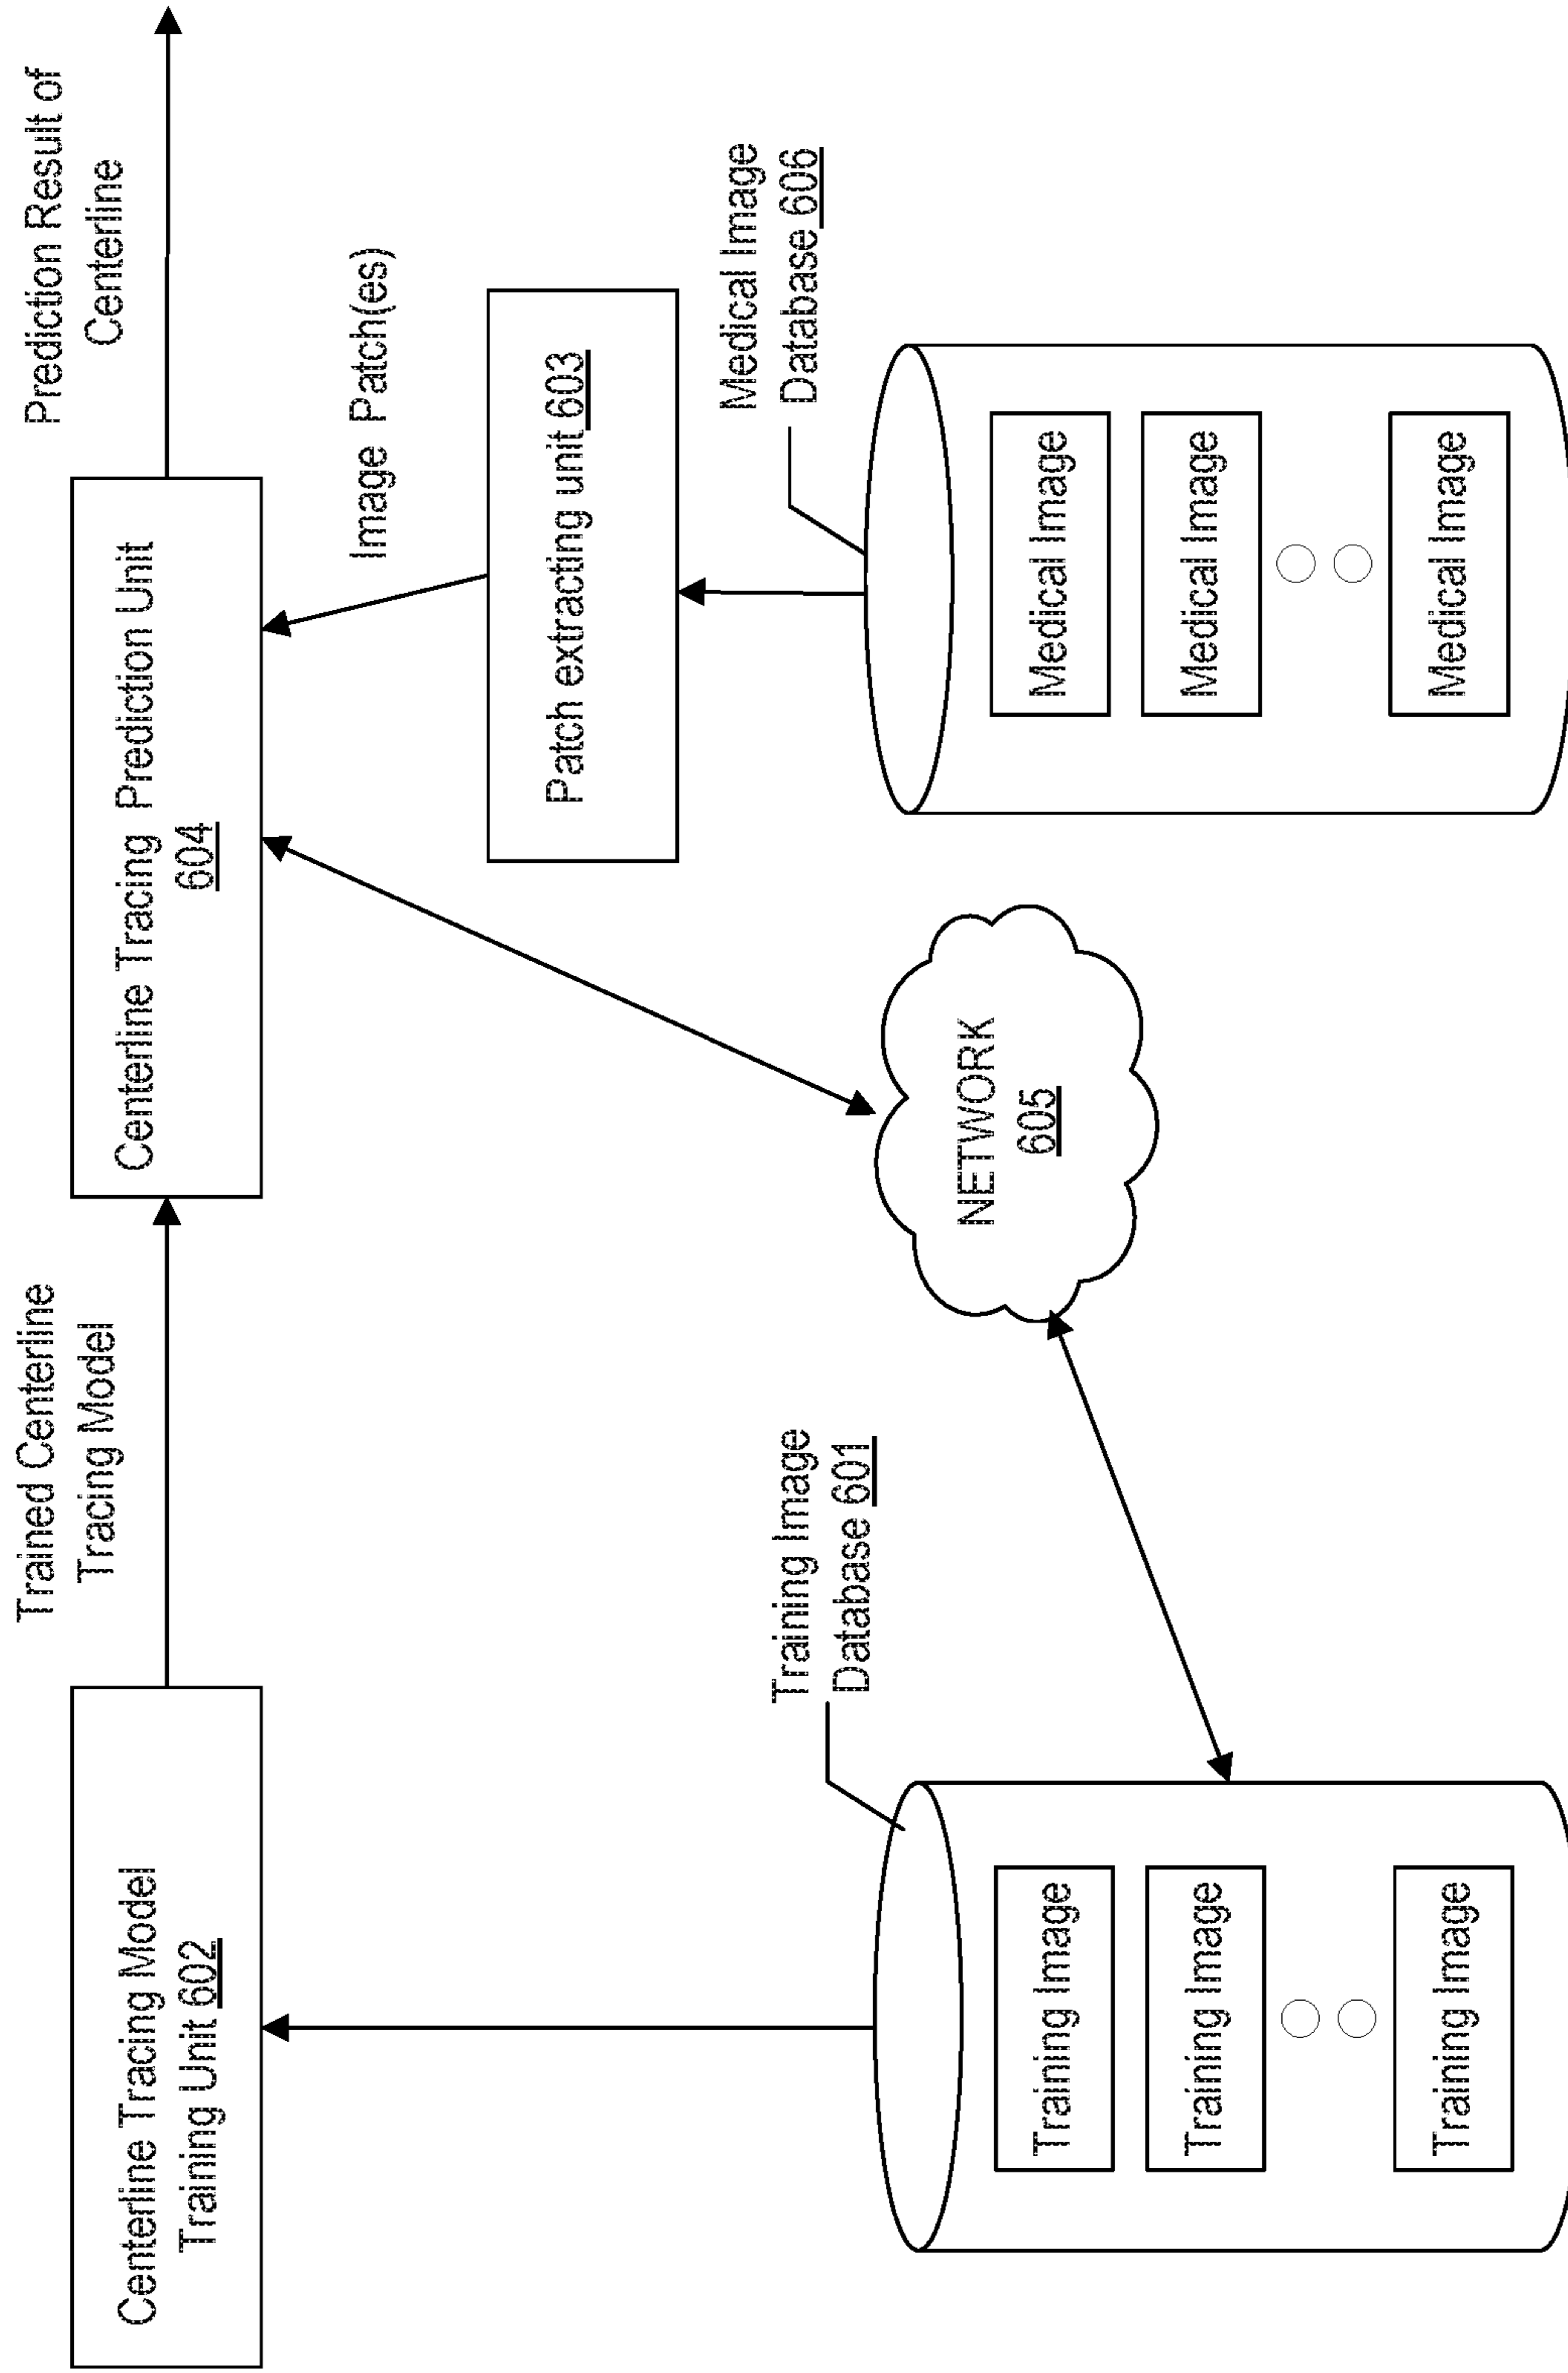 Trained Centerline
Tracing Model
Prediction Result of
Centerline
Centerline Tracing Model
Training Unit 602
Centerline Tracing Prediction Unit
604
Image Patch(es)
Patch extracting unit 603
Training Image
Database 601
NETWORK
605
Medical Image
Database 606
Training Image
Training Image
Training Image
Medical Image
Medical Image
Medical Image